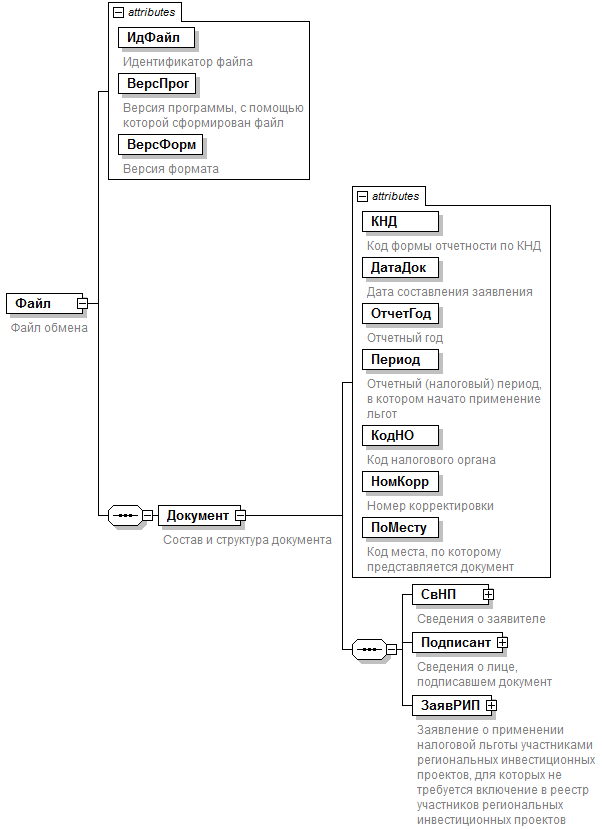 attributes
ИдФайл
Идентификатор файла
ВерсПрог
Версия программы, с помощью
которой сформирован файл
ВерсФорм
Версия формата
Файл
Файл обмена
Документ
Состав и структура документа
attributes
КНД
Код формы отчетности по КНД
ДатаДок
Дата составления заявления
ОтчетГод
Отчетный год
Период
Отчетный (налоговый) период,
в котором начато применение
льгот
КодНО
Код налогового органа
НомКорр
Номер корректировки
ПоМесту
Код места, по которому
представляется документ
СвНП
Сведения о заявителе
Подписант
Сведения о лице,
подписавшем документ
ЗаявРИП
Заявление о применении
налоговой льготы участниками
региональных инвестиционных
проектов, для которых не
требуется включение в реестр
участников региональных
инвестиционных проектов